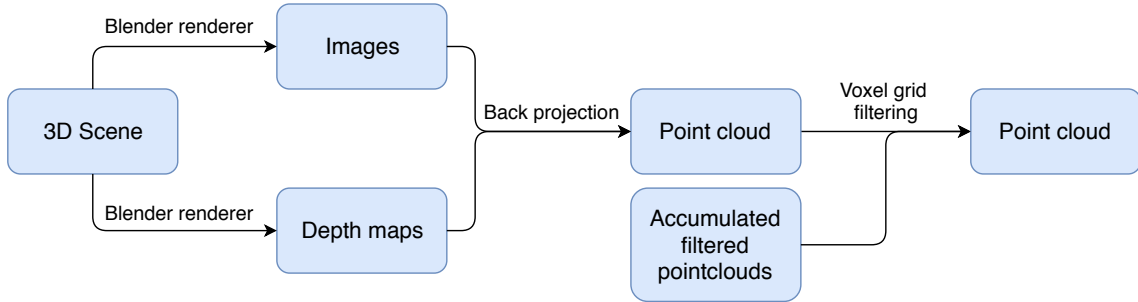 Blender renderer
Images
3D Scene
Blender renderer
Depth maps
Back projection
Point cloud
Accumulated
filtered
pointclouds
Voxel grid
filtering
Point cloud